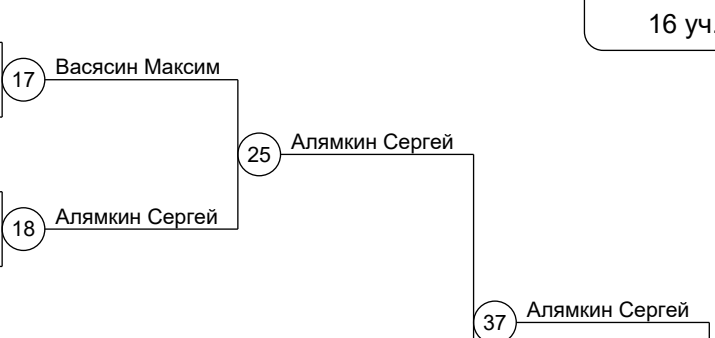 16 уч.
17 Васясин Максим
25 Алямкин Сергей
18 Алямкин Сергей
37 Алямкин Сергей